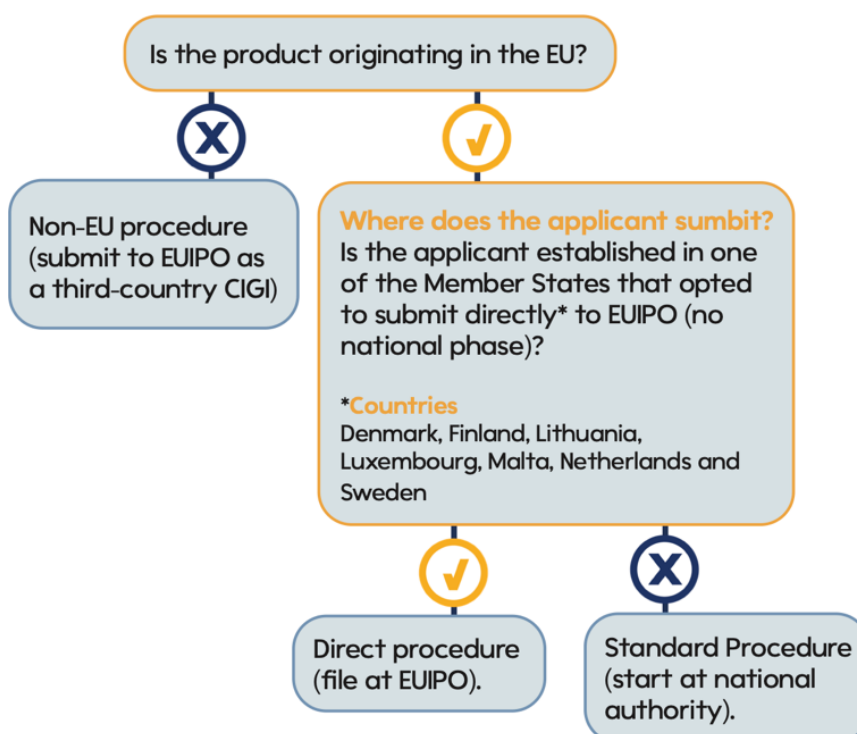 Is the product originating in the EU?
X
√
Non-EU procedure
(submit to EUIPO as
a third-country CIGI)
Where does the applicant sumbit?
Is the applicant established in one
of the Member States that opted
to submit directly* to EUIPO (no
national phase)?
*Countries
Denmark, Finland, Lithuania,
Luxembourg, Malta, Netherlands and
Sweden
√
X
Direct procedure
(file at EUIPO).
Standard Procedure
(start at national
authority).